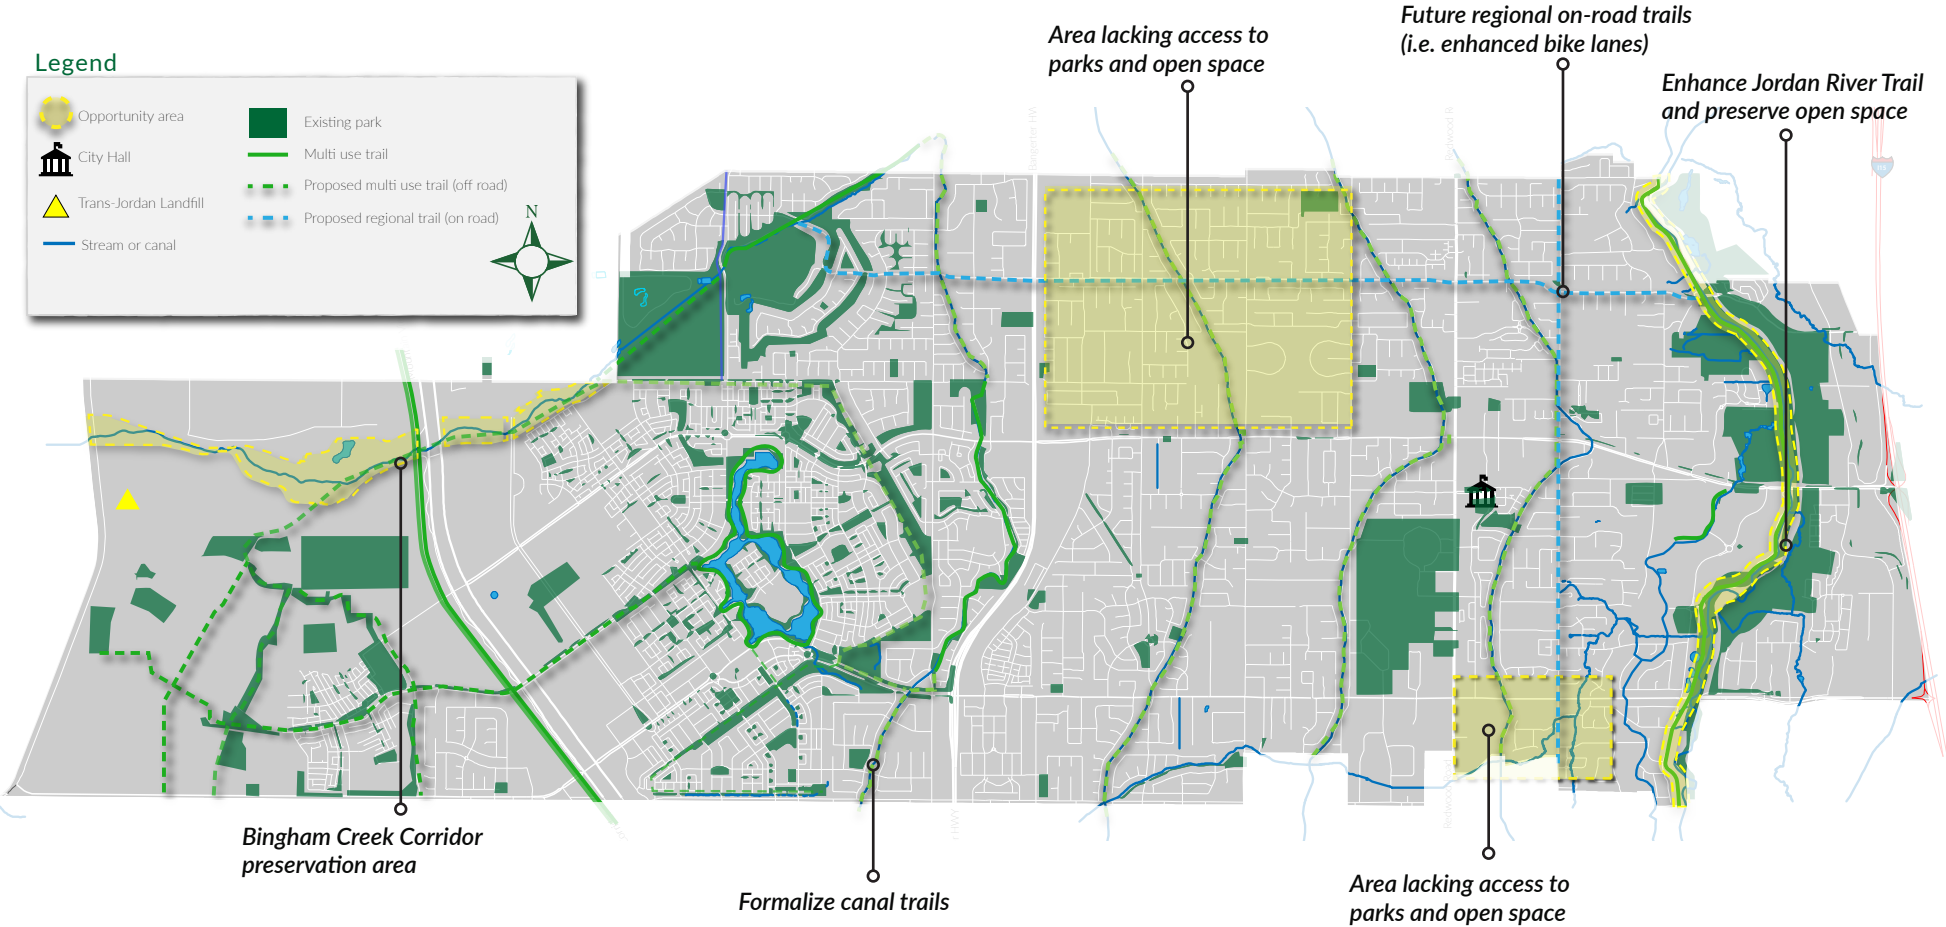 Future regional on-road trails
(i.e. enhanced bike lanes)
Area lacking access to
parks and open space
Enhance Jordan River Trail
and preserve open space
Legend
Opportunity area
City Hall
Trans-Jordan Landfill
Stream or canal
Existing park
Multi use trail
Proposed multi use trail (off road)
Proposed regional trail (on road)
N
Bingham Creek Corridor
preservation area
Formalize canal trails
Area lacking access to
parks and open space